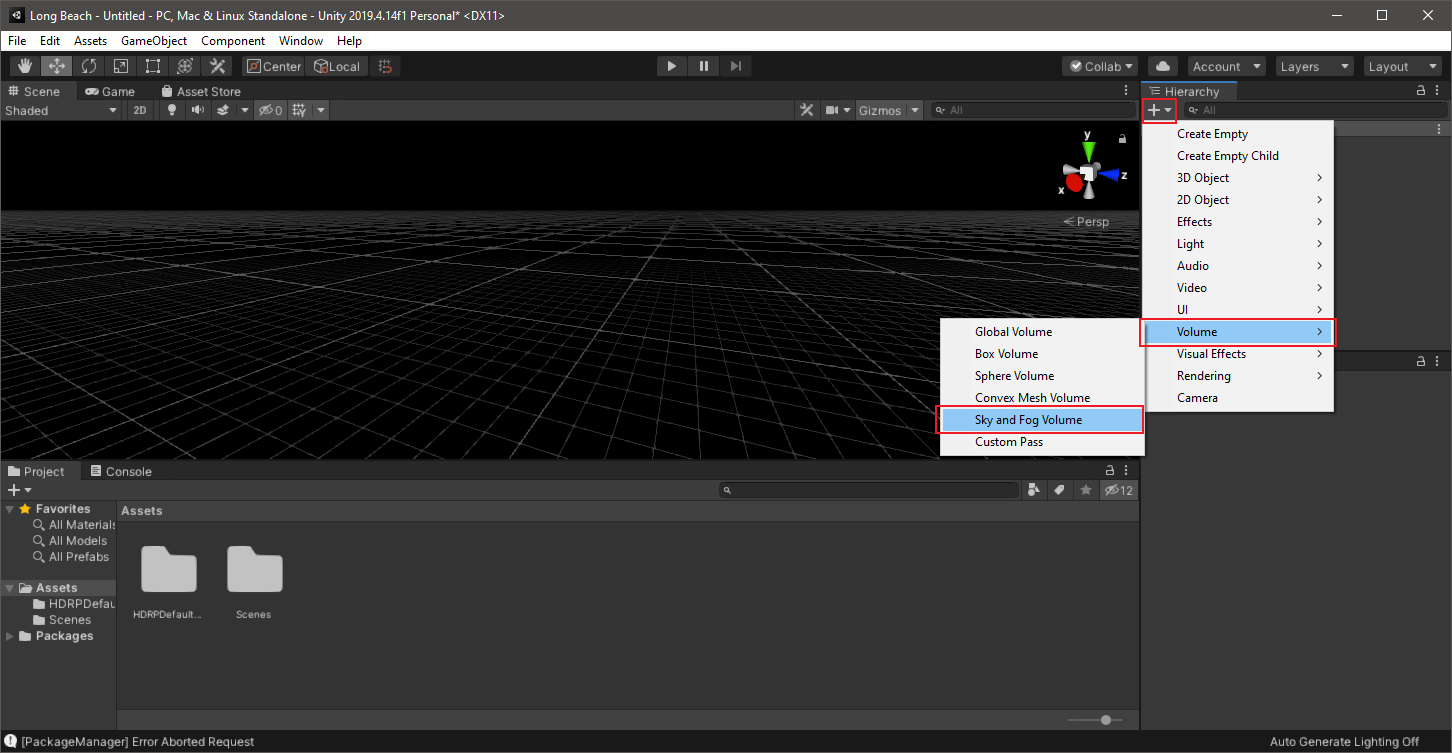 Long Beach - Untitled - PC, Mac & Linux Standalone - Unity 2019.4.14f1 Personal* <DX11>
File Edit Assets GameObject Component Window Help
Center Local Collab Account Layers Layout
Scene Game Asset Store
Shaded 2D 0 Gizmos All
Hierarchy
All
y
z
x
Persp
Create Empty
Create Empty Child
3D Object
2D Object
Effects
Light
Audio
Video
UI
Volume
Visual Effects
Rendering
Camera
Global Volume
Box Volume
Sphere Volume
Convex Mesh Volume
Sky and Fog Volume
Custom Pass
Project Console
12
Favorites
All Materials
All Models
All Prefabs
Assets
HDRPDefau
Scenes
Packages
Assets
HDRPDefault...
Scenes
[PackageManager] Error Aborted Request
Auto Generate Lighting Off